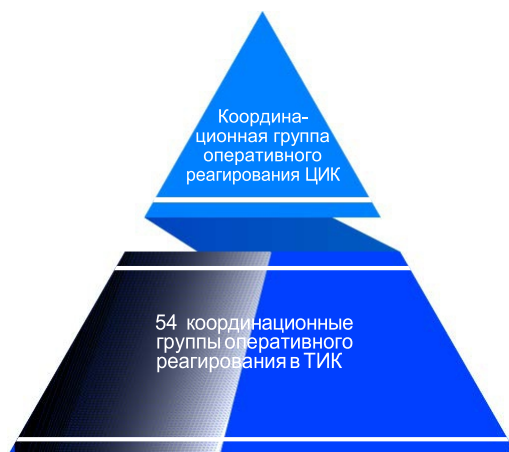 Координа-
ционная группа
оперативного
реагирования ЦИК
54 координационные
группы оперативного
реагирования в ТИК